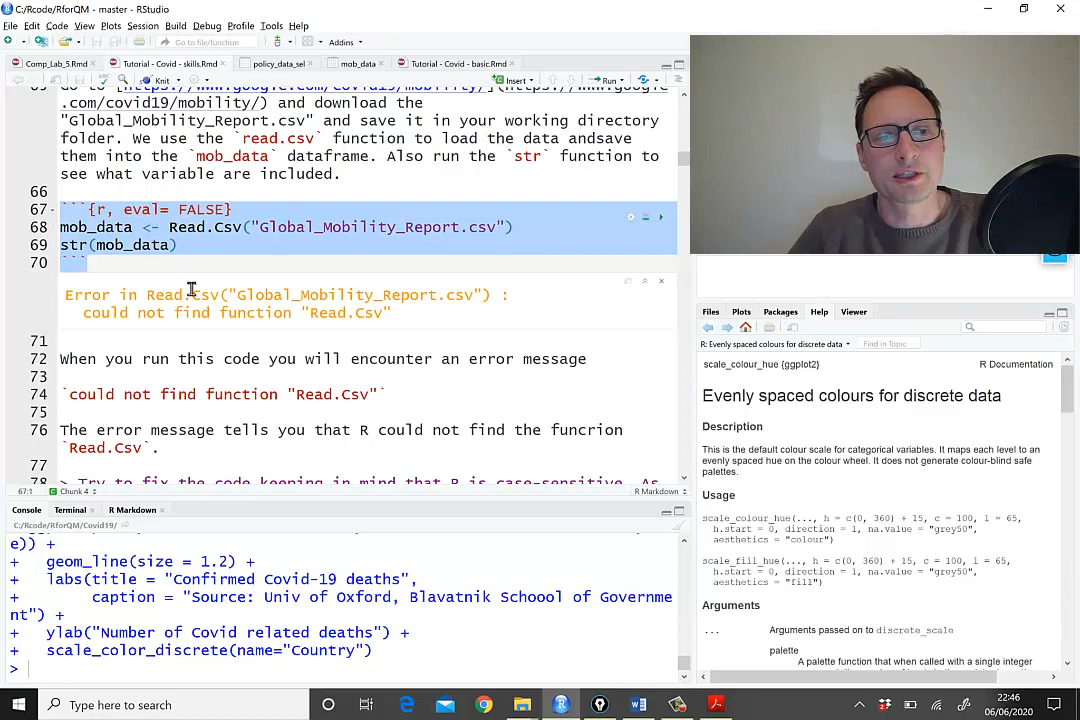 C:/Rcode/RforQM - master - RStudio
File Edit Code View Plots Session Build Debug Profile Tools Help
Go to file/function
Addins
Comp_Lab_5.Rmd
Tutorial - Covid - skills.Rmd
policy_data_sel
mob_data
Tutorial - Covid - basic.Rmd
Knit
Insert
Run
.com/covid19/mobility/) and download the
"Global_Mobility_Report.csv" and save it in your working directory
folder. We use the `read.csv` function to load the data andsave
them into the `mob_data` dataframe. Also run the `str` function to
see what variable are included.
66
67 ```{r, eval= FALSE}
68 mob_data <- Read.Csv("Global_Mobility_Report.csv")
69 str(mob_data)
70 ```
Error in Read.Csv("Global_Mobility_Report.csv") :
could not find function "Read.Csv"
71
72 When you run this code you will encounter an error message
73
74 `could not find function "Read.Csv"`
75
76 The error message tells you that R could not find the funcrion
`Read.Csv`.
77
78 > Try to fix the code keeping in mind that R is case-sensitive. As
67:1 Chunk 4 R Markdown
Console Terminal R Markdown
C:/Rcode/RforQM/Covid19/
e)) +
+ geom_line(size = 1.2) +
+ labs(title = "Confirmed Covid-19 deaths",
+ caption = "Source: Univ of Oxford, Blavatnik Schoool of Governme
nt") +
+ ylab("Number of Covid related deaths") +
+ scale_color_discrete(name="Country")
>
Files Plots Packages Help Viewer
R: Evenly spaced colours for discrete data
Find in Topic
scale_colour_hue {ggplot2} R Documentation
Evenly spaced colours for discrete data
Description
This is the default colour scale for categorical variables. It maps each level to an
evenly spaced hue on the colour wheel. It does not generate colour-blind safe
palettes.
Usage
scale_colour_hue(..., h = c(0, 360) + 15, c = 100, l = 65,
h.start = 0, direction = 1, na.value = "grey50",
aesthetics = "colour")
scale_fill_hue(..., h = c(0, 360) + 15, c = 100, l = 65,
h.start = 0, direction = 1, na.value = "grey50",
aesthetics = "fill")
Arguments
... Arguments passed on to discrete_scale
palette
A palette function that when called with a single integer
Type here to search
22:46
06/06/2020